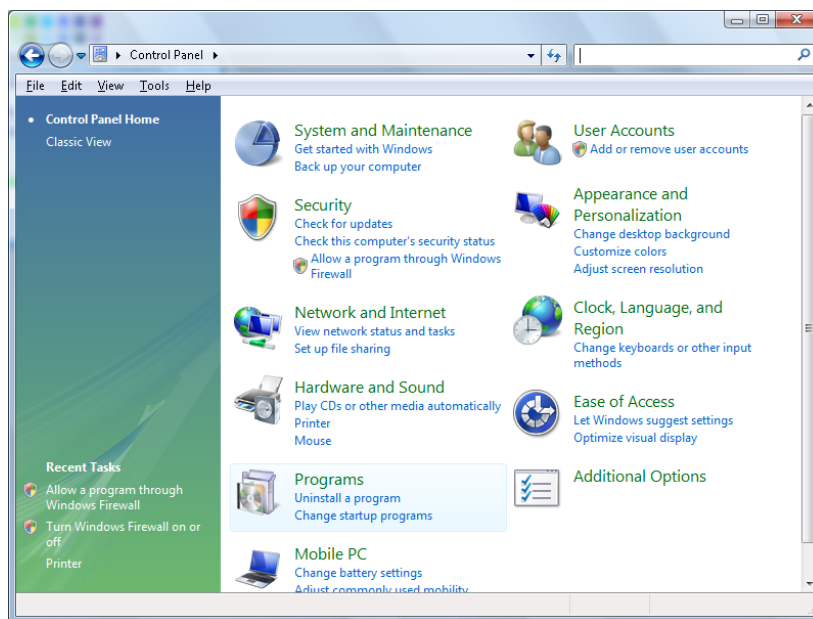 Control Panel
File Edit View Tools Help
Control Panel Home
Classic View
System and Maintenance
Get started with Windows
Back up your computer
Security
Check for updates
Check this computer's security status
Allow a program through Windows
Firewall
Network and Internet
View network status and tasks
Set up file sharing
Hardware and Sound
Play CDs or other media automatically
Printer
Mouse
Programs
Uninstall a program
Change startup programs
Mobile PC
Change battery settings
Adjust commonly used mobility
User Accounts
Add or remove user accounts
Appearance and
Personalization
Change desktop background
Customize colors
Adjust screen resolution
Clock, Language, and
Region
Change keyboards or other input
methods
Ease of Access
Let Windows suggest settings
Optimize visual display
Additional Options
Recent Tasks
Allow a program through
Windows Firewall
Turn Windows Firewall on or
off
Printer